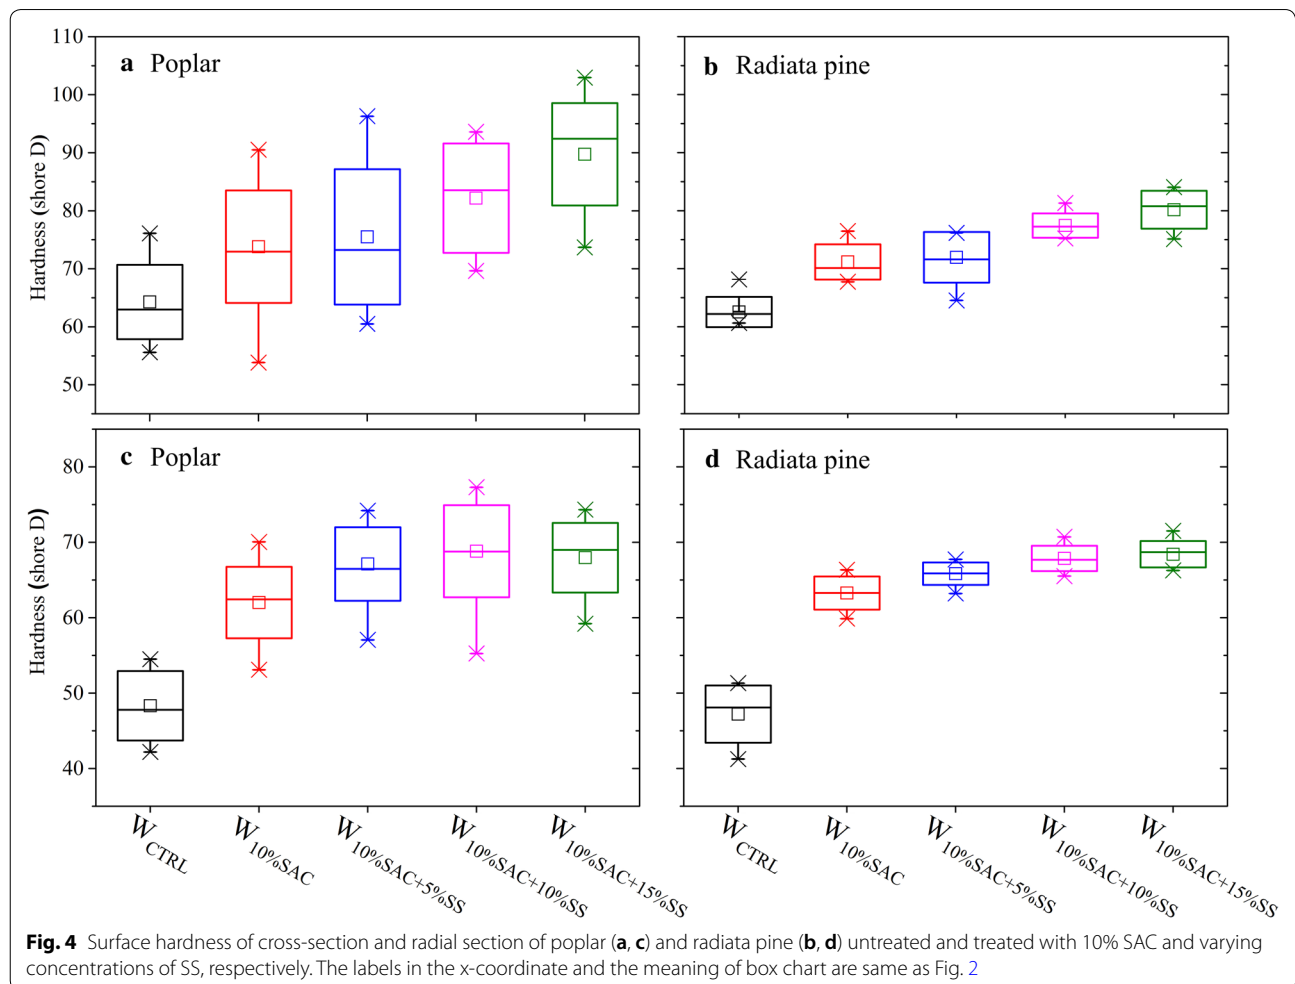 110
100
90
80
70
60
50
Hardness (shore D)
a Poplar
b Radiata pine
80
70
60
50
40
Hardness (shore D)
c Poplar
d Radiata pine
W CTRL
W 10%SAC
W 10%SAC+5%SS
W 10%SAC+10%SS
W 10%SAC+15%SS
W CTRL
W 10%SAC
W 10%SAC+5%SS
W 10%SAC+10%SS
W 10%SAC+15%SS
Fig. 4 Surface hardness of cross-section and radial section of poplar (a, c) and radiata pine (b, d) untreated and treated with 10% SAC and varying
concentrations of SS, respectively. The labels in the x-coordinate and the meaning of box chart are same as Fig. 2